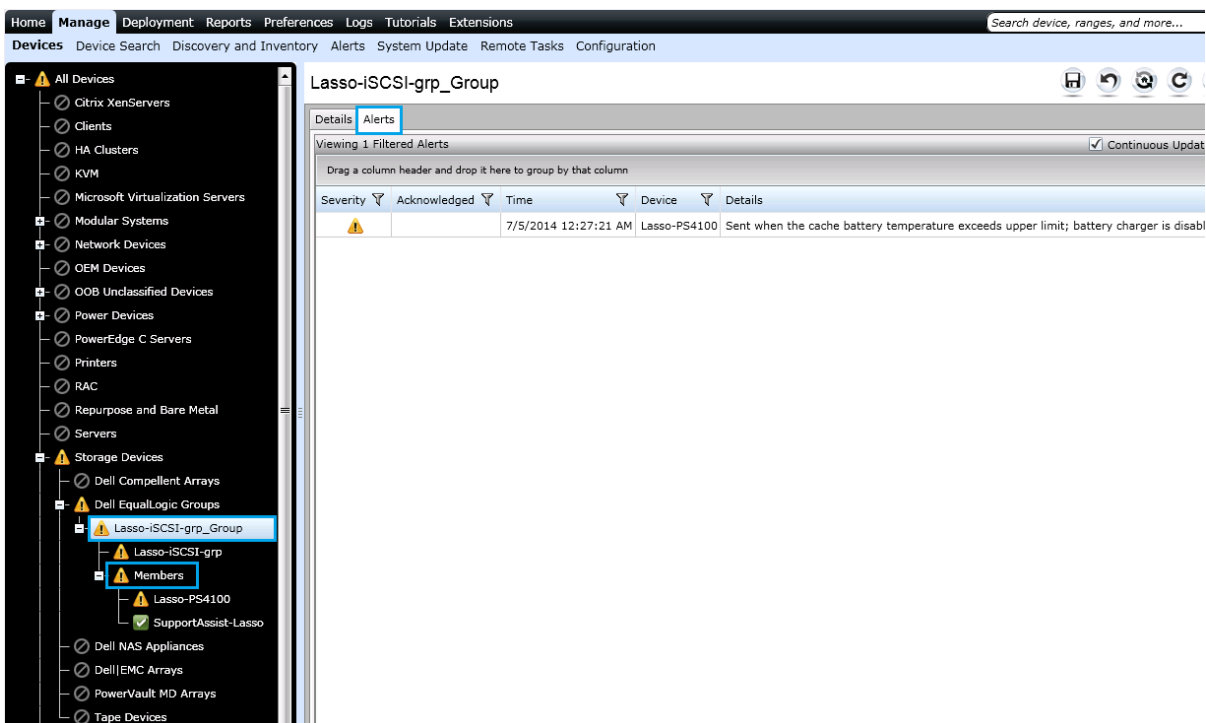 Home Manage Deployment Reports Preferences Logs Tutorials Extensions Search device, ranges, and more...
Devices Device Search Discovery and Inventory Alerts System Update Remote Tasks Configuration
All Devices
Citrix XenServers
Clients
HA Clusters
KVM
Microsoft Virtualization Servers
Modular Systems
Network Devices
OEM Devices
OOB Unclassified Devices
Power Devices
PowerEdge C Servers
Printers
RAC
Repurpose and Bare Metal
Servers
Storage Devices
Dell Compellent Arrays
Dell EqualLogic Groups
Lasso-iSCSI-grp_Group
Lasso-iSCSI-grp
Members
Lasso-PS4100
SupportAssist-Lasso
Dell NAS Appliances
Dell|EMC Arrays
PowerVault MD Arrays
Tape Devices
Lasso-iSCSI-grp_Group
Details Alerts
Viewing 1 Filtered Alerts Continuous Updat
Drag a column header and drop it here to group by that column
Severity Acknowledged Time Device Details
7/5/2014 12:27:21 AM Lasso-PS4100 Sent when the cache battery temperature exceeds upper limit; battery charger is disabl